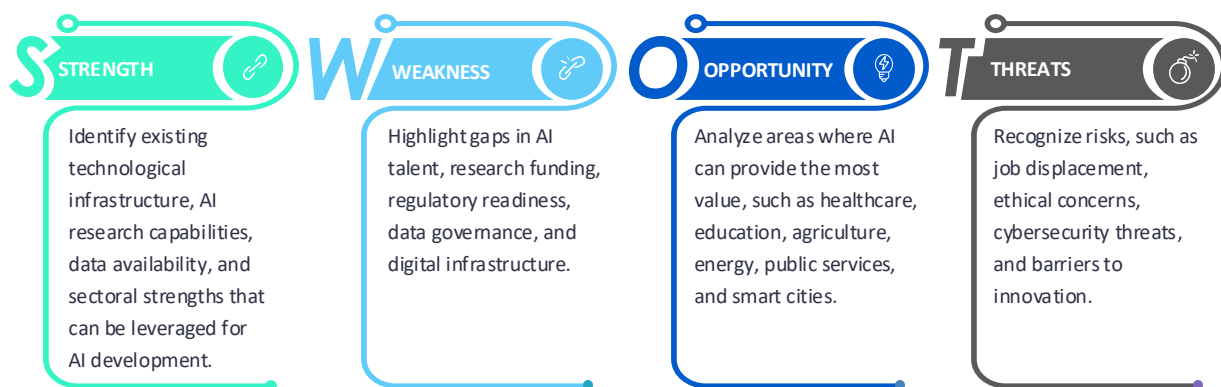 S STRENGTH
Identify existing
technological
infrastructure, AI
research capabilities,
data availability, and
sectoral strengths that
can be leveraged for
AI development.
W WEAKNESS
Highlight gaps in AI
talent, research funding,
regulatory readiness,
data governance, and
digital infrastructure.
O OPPORTUNITY
Analyze areas where AI
can provide the most
value, such as healthcare,
education, agriculture,
energy, public services,
and smart cities.
T THREATS
Recognize risks, such as
job displacement,
ethical concerns,
cybersecurity threats,
and barriers to
innovation.